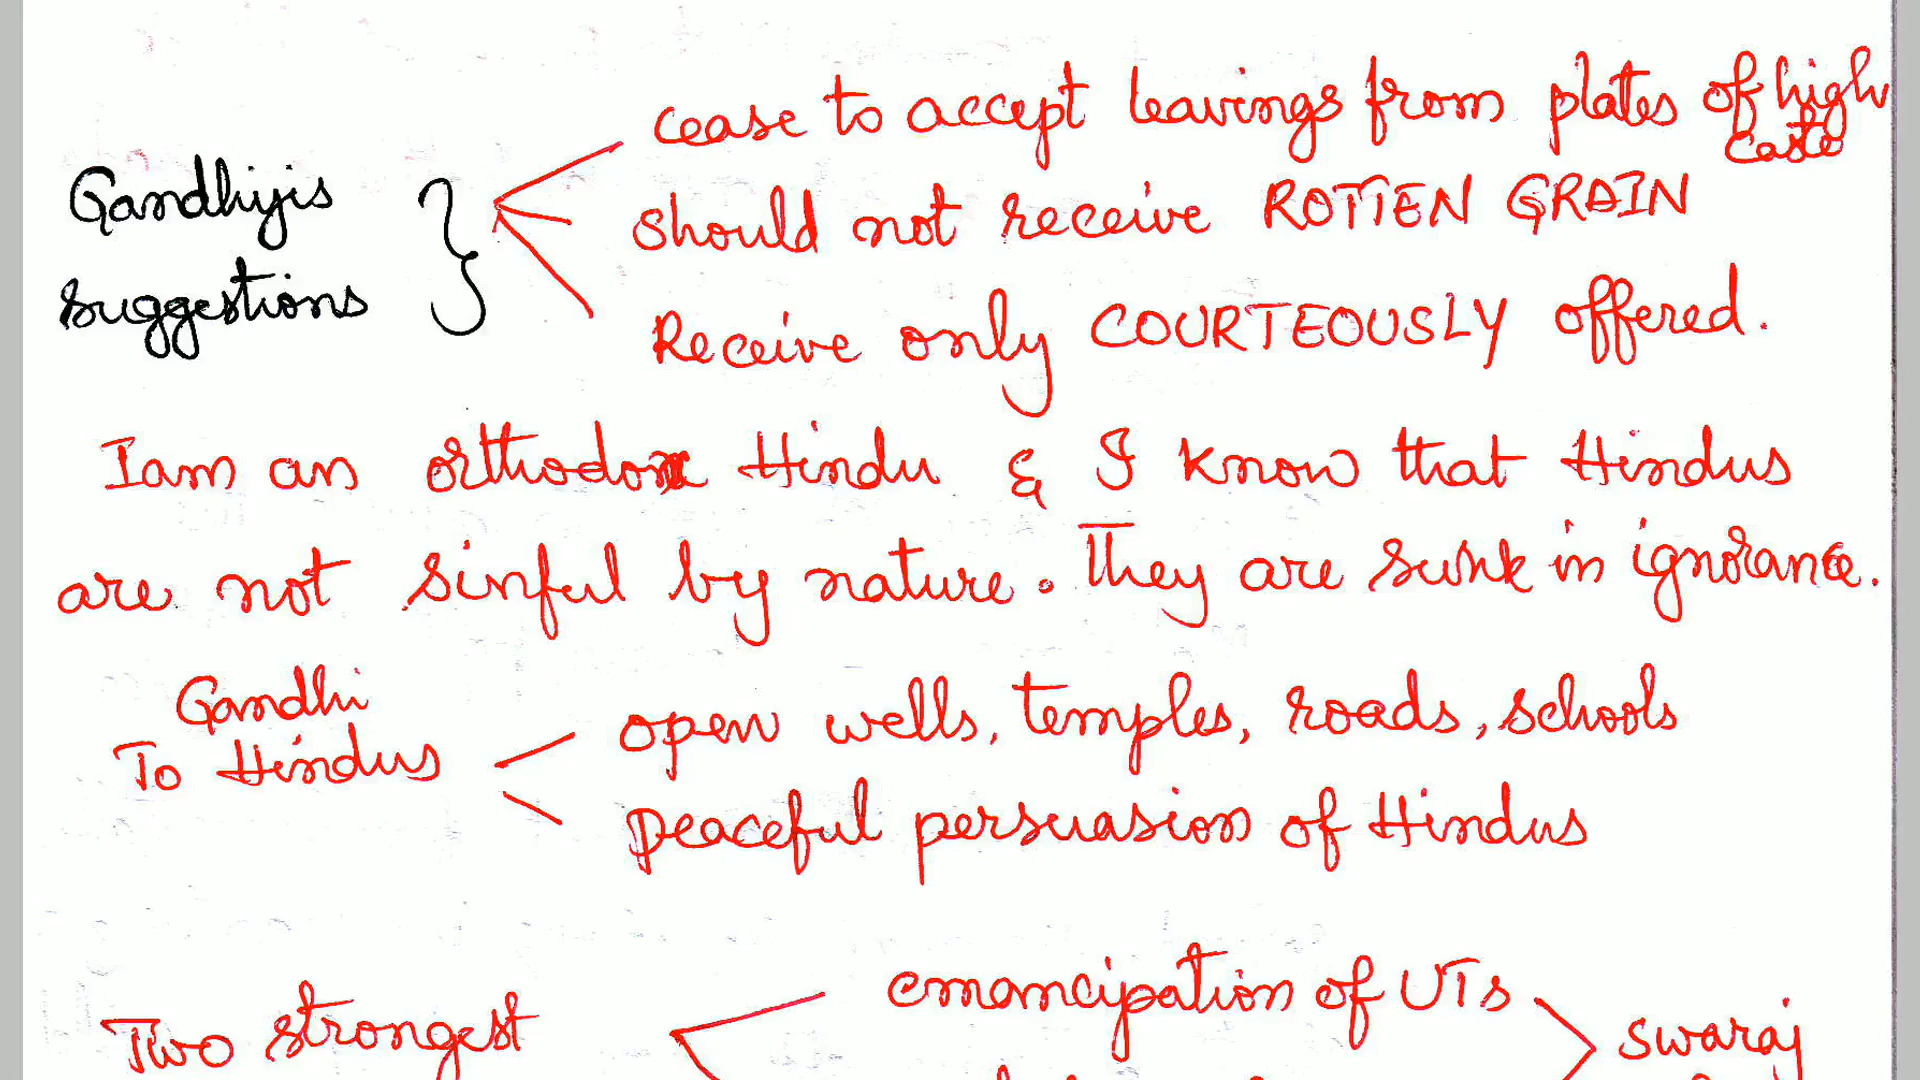 cease to accept leavings from plates of high
caste
Gandhiyis
suggestions
should not receive ROTTEN GRAIN
Receive only COURTEOUSLY offered.
I am an orthodox Hindu & I know that Hindus
are not sinful by nature. They are sunk in ignorance.
Gandhi
To Hindus
open wells, temples, roads, schools
peaceful persuasion of Hindus
Two strongest
emancipation of UTs
swaraj